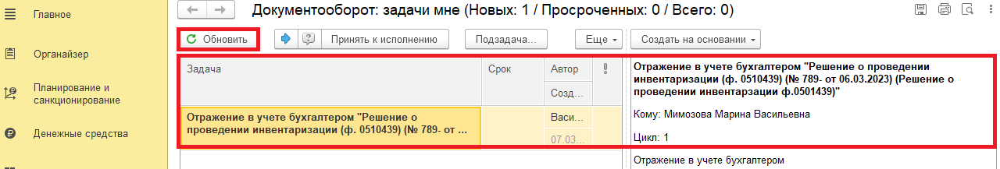 Главное
Органайзер
Планирование и
санкционирование
Денежные средства
Документооборот: задачи мне (Новых: 1 / Просроченных: 0 / Всего: 0)
Обновить
Принять к исполнению
Подзадача...
Еще
Создать на основании
Задача
Срок
Автор
Созд...
Отражение в учете бухгалтером "Решение о
проведении инвентаризации (ф. 0510439) (№ 789- от ...
Васи...
07.03...
Отражение в учете бухгалтером "Решение о проведении
инвентаризации (ф. 0510439) (№ 789- от 06.03.2023) (Решение о
проведении инвентарзации ф.0501439)"
Кому: Мимозова Марина Васильевна
Цикл: 1
Отражение в учете бухгалтером